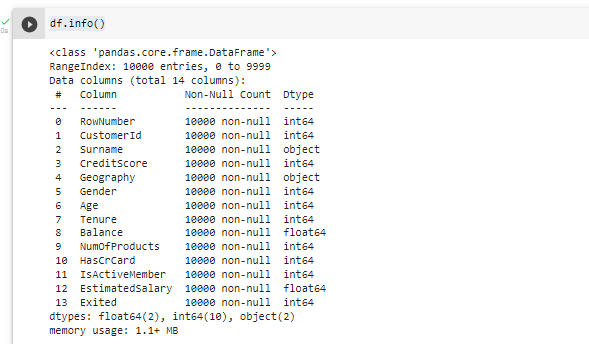 df.info()
0s
<class 'pandas.core.frame.DataFrame'>
RangeIndex: 10000 entries, 0 to 9999
Data columns (total 14 columns):
 #   Column           Non-Null Count  Dtype
---  ------           --------------  -----
 0   RowNumber        10000 non-null  int64
 1   CustomerId       10000 non-null  int64
 2   Surname          10000 non-null  object
 3   CreditScore      10000 non-null  int64
 4   Geography        10000 non-null  object
 5   Gender           10000 non-null  int64
 6   Age              10000 non-null  int64
 7   Tenure           10000 non-null  int64
 8   Balance          10000 non-null  float64
 9   NumOfProducts    10000 non-null  int64
 10  HasCrCard        10000 non-null  int64
 11  IsActiveMember   10000 non-null  int64
 12  EstimatedSalary  10000 non-null  float64
 13  Exited           10000 non-null  int64
dtypes: float64(2), int64(10), object(2)
memory usage: 1.1+ MB